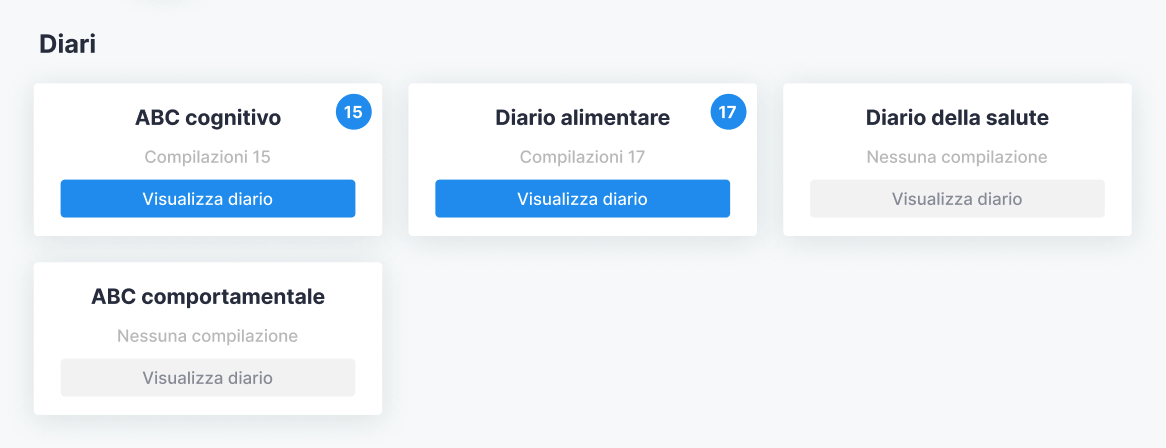 Diari
ABC cognitivo
15
Compilazioni 15
Visualizza diario
Diario alimentare
17
Compilazioni 17
Visualizza diario
Diario della salute
Nessuna compilazione
Visualizza diario
ABC comportamentale
Nessuna compilazione
Visualizza diario